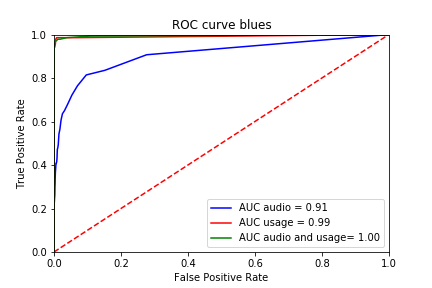 ROC curve blues
True Positive Rate
1.0
0.8
0.6
0.4
0.2
0.0
AUC audio = 0.91
AUC usage = 0.99
AUC audio and usage= 1.00
0.0 0.2 0.4 0.6 0.8 1.0
False Positive Rate